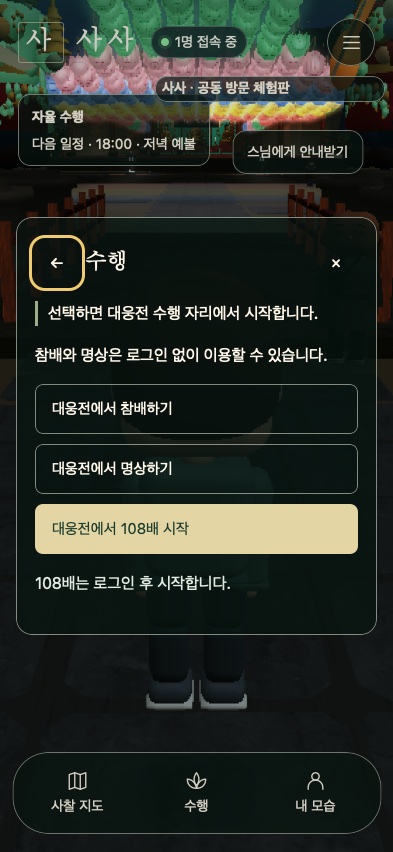 사 사사
1명 접속 중
사사 · 공동 방문 체험판
자율 수행
다음 일정 · 18:00 · 저녁 예불
스님에게 안내받기
수행
선택하면 대웅전 수행 자리에서 시작합니다.
참배와 명상은 로그인 없이 이용할 수 있습니다.
대웅전에서 참배하기
대웅전에서 명상하기
대웅전에서 108배 시작
108배는 로그인 후 시작합니다.
사찰 지도
수행
내 모습